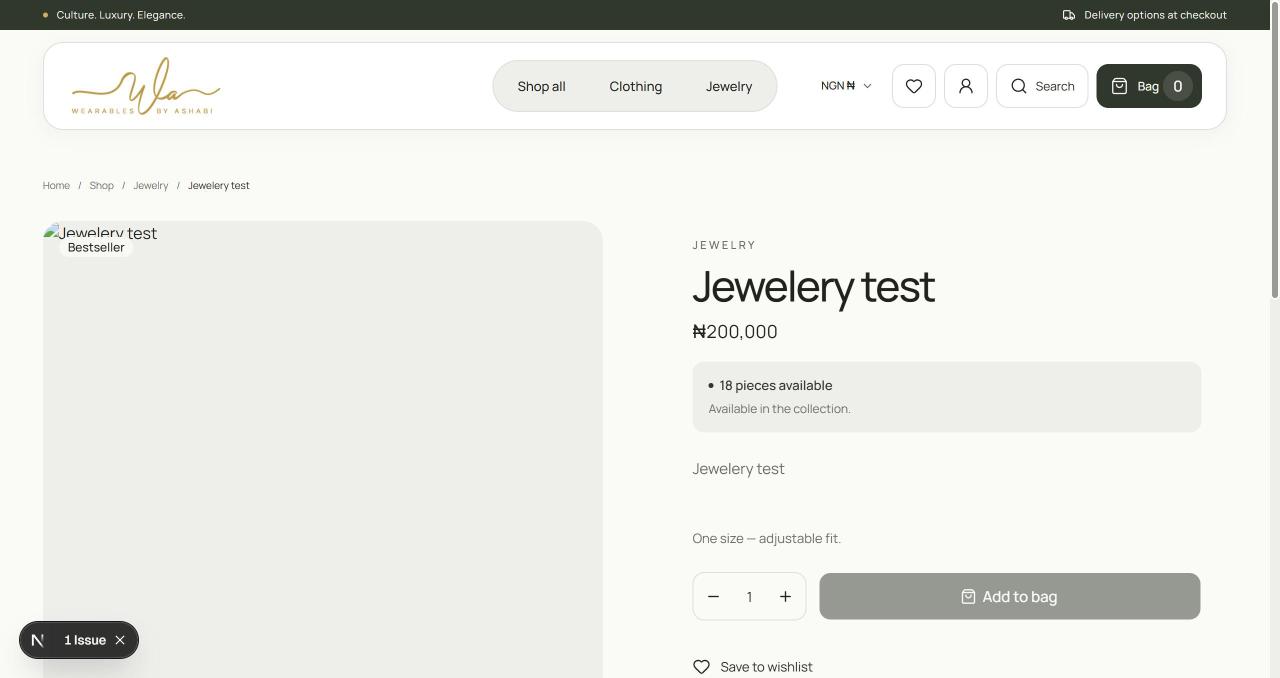 Culture. Luxury. Elegance.
Delivery options at checkout
Wla
WEARABLES BY ASHABI
Shop all
Clothing
Jewelry
NGN ₦
Search
Bag 0
Home / Shop / Jewelry / Jewelery test
Jewelery test
Bestseller
JEWELRY
Jewelery test
₦200,000
18 pieces available
Available in the collection.
Jewelery test
One size — adjustable fit.
1
Add to bag
N 1 Issue
Save to wishlist